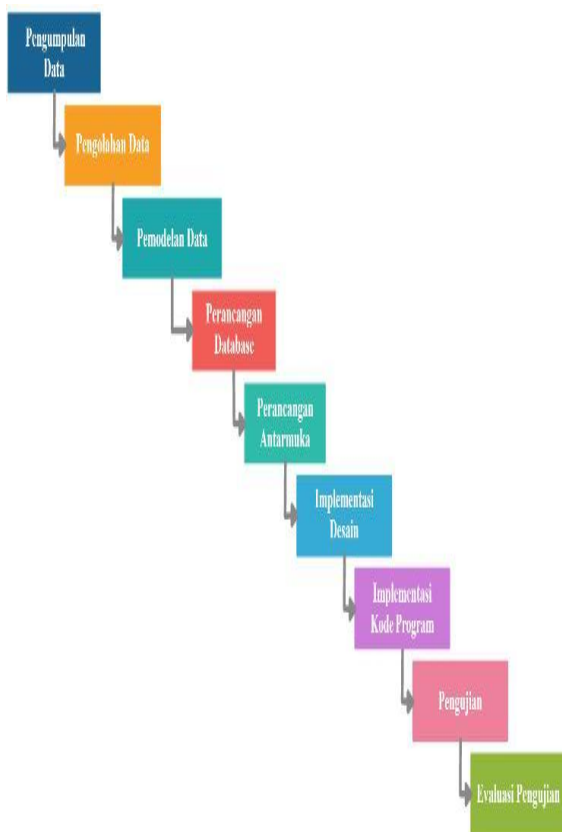 Pengumpulan
Data
Pengolahan Data
Pemodelan Data
Perancangan
Database
Perancangan
Antarmuka
Implementasi
Desain
Implementasi
Kode Program
Pengujian
Evaluasi Pengujian